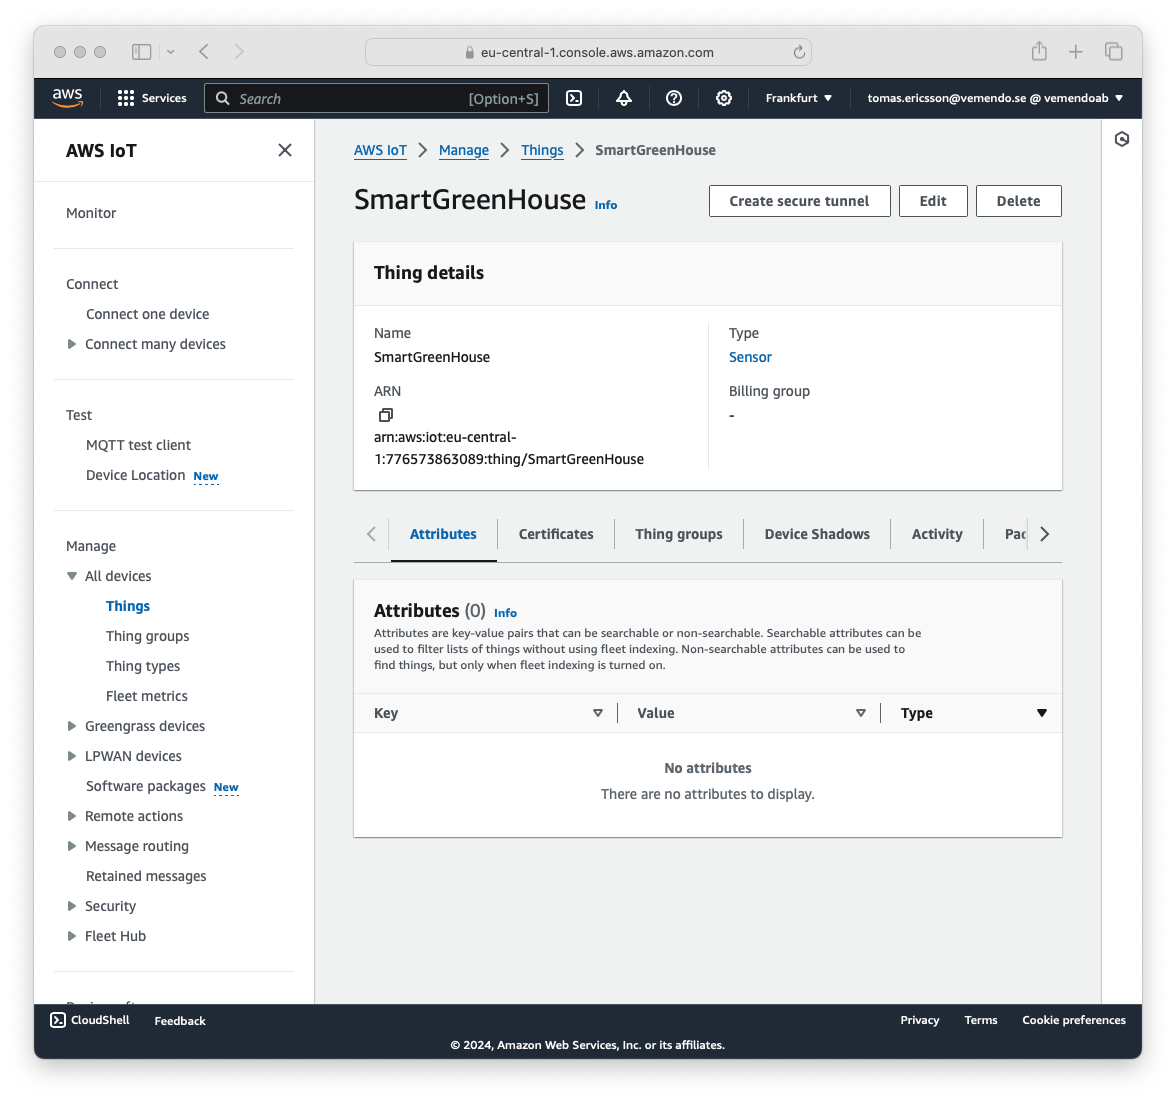 eu-central-1.console.aws.amazon.com
aws
Services
Search
[Option+S]
Frankfurt
tomas.ericsson@vemendo.se @ vemendoab
AWS IoT
Monitor
Connect
Connect one device
Connect many devices
Test
MQTT test client
Device Location New
Manage
All devices
Things
Thing groups
Thing types
Fleet metrics
Greengrass devices
LPWAN devices
Software packages New
Remote actions
Message routing
Retained messages
Security
Fleet Hub
AWS IoT > Manage > Things > SmartGreenHouse
SmartGreenHouse Info
Create secure tunnel
Edit
Delete
Thing details
Name
SmartGreenHouse
ARN
arn:aws:iot:eu-central-
1:776573863089:thing/SmartGreenHouse
Type
Sensor
Billing group
-
Attributes
Certificates
Thing groups
Device Shadows
Activity
Attributes (0) Info
Attributes are key-value pairs that can be searchable or non-searchable. Searchable attributes can be
used to filter lists of things without using fleet indexing. Non-searchable attributes can be used to
find things, but only when fleet indexing is turned on.
Key
Value
Type
No attributes
There are no attributes to display.
CloudShell
Feedback
Privacy
Terms
Cookie preferences
© 2024, Amazon Web Services, Inc. or its affiliates.